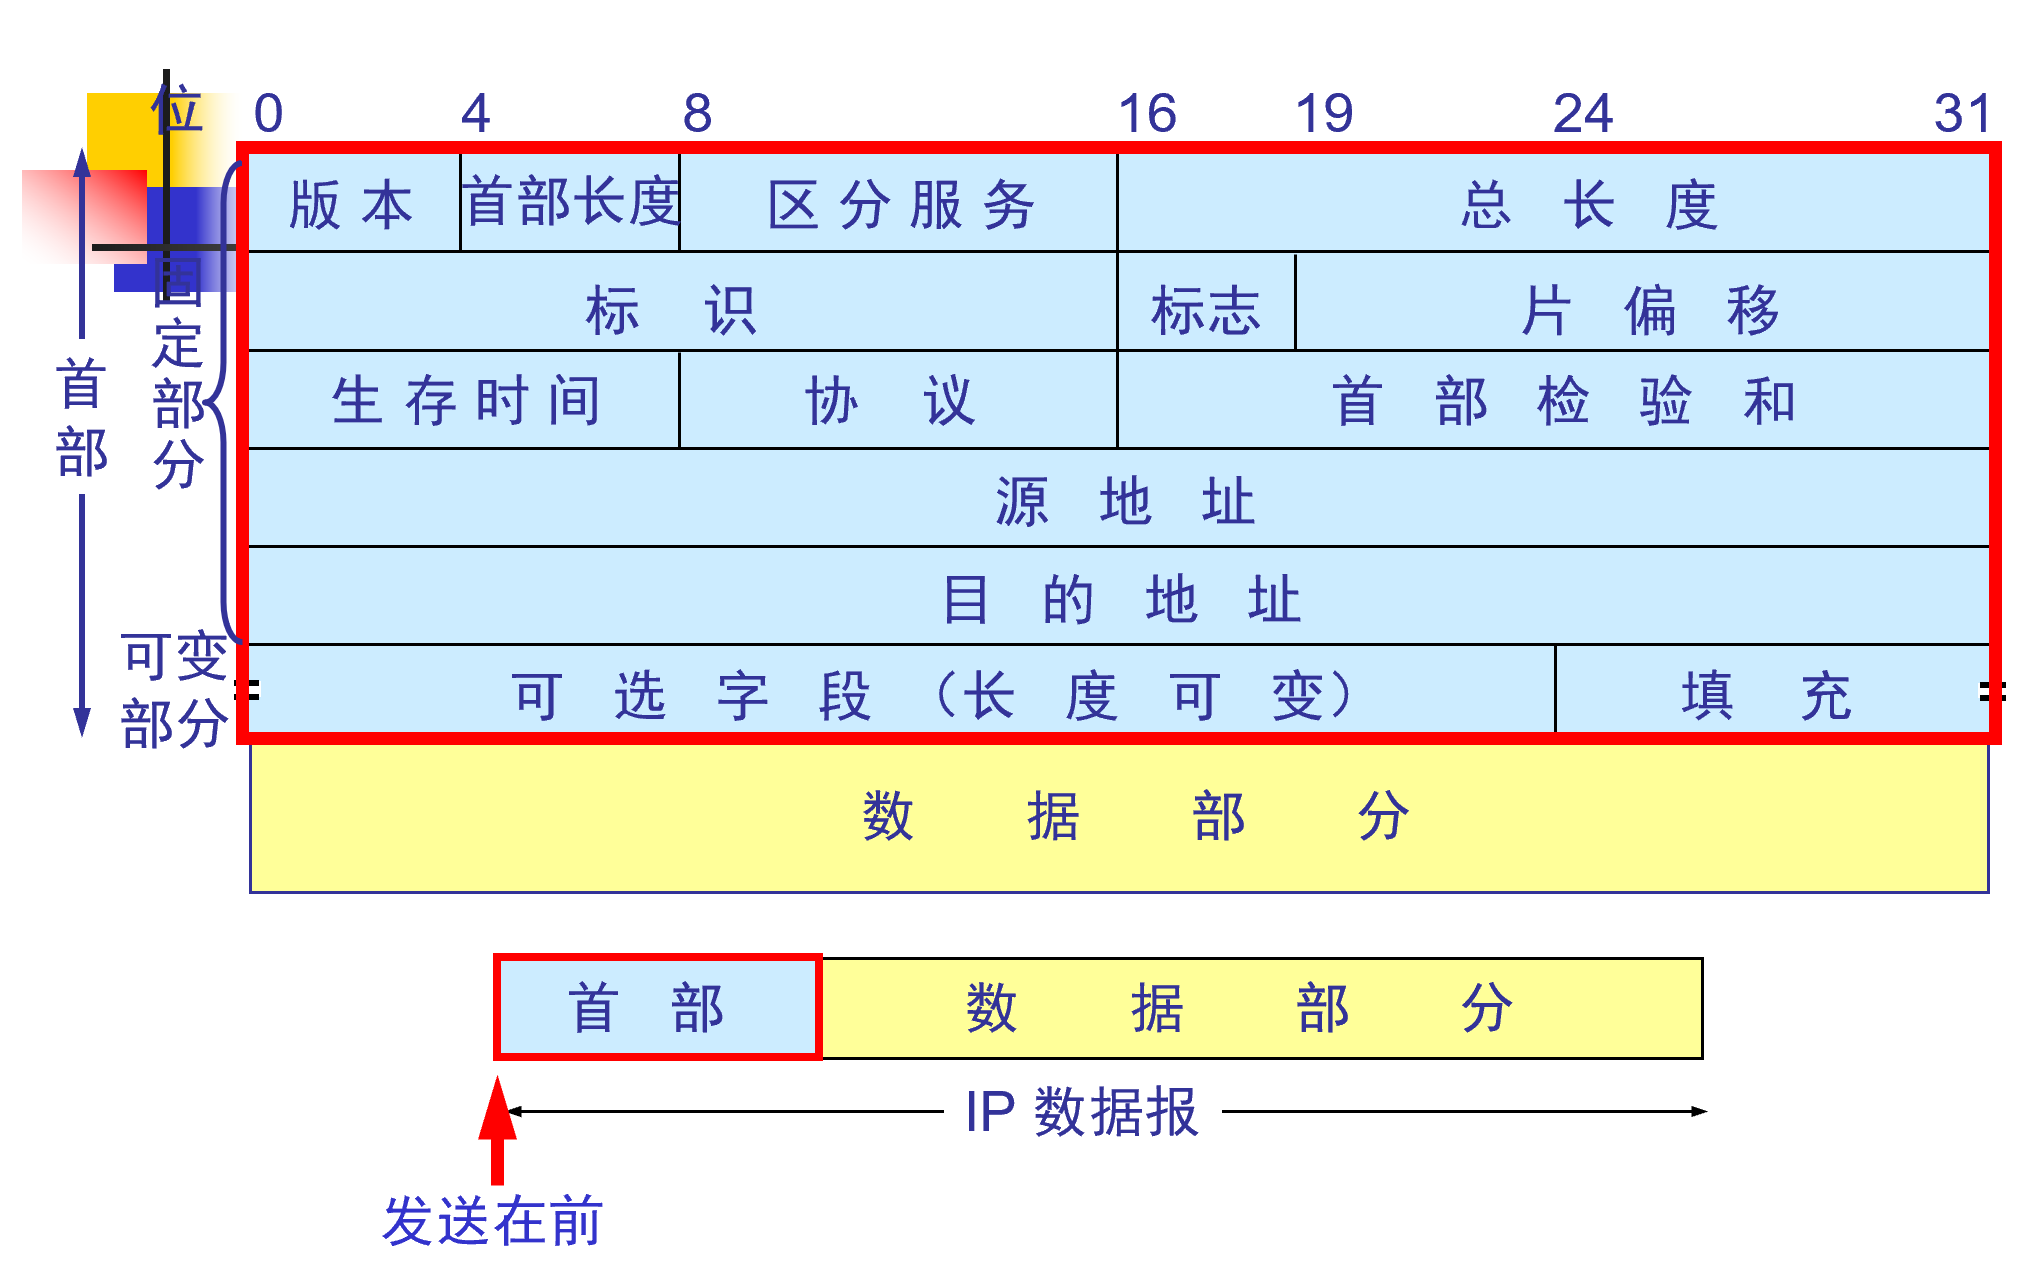 位 0 4 8 16 19 24 31
版本 首部长度 区分服务 总长度
标识 标志 片偏移
生存时间 协议 首部检验和
源地址
目的地址
可选字段（长度可变） 填充
首部
固定部分
可变部分
数据部分
首部 数据部分
IP 数据报
发送在前